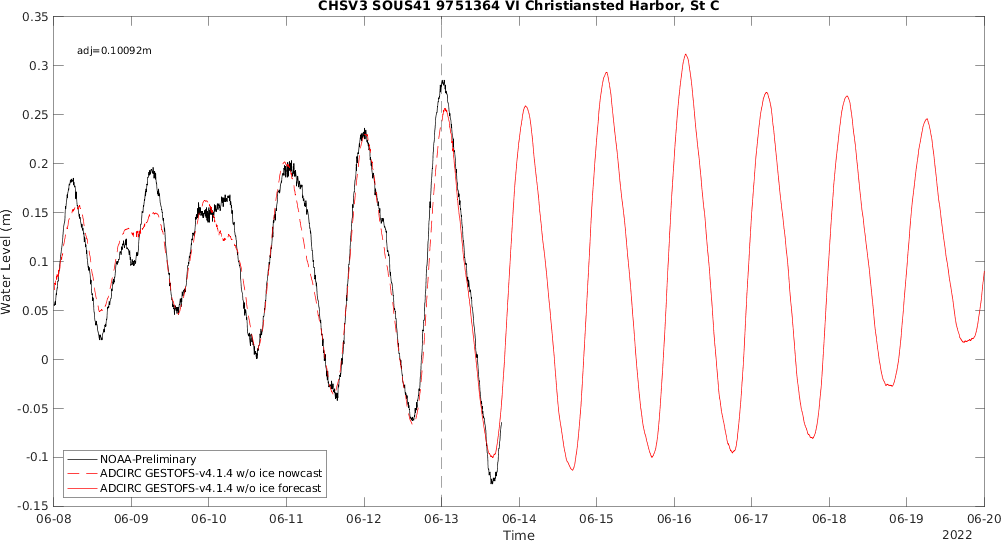 CHSV3 SOUS41 9751364 VI Christiansted Harbor, St C
0.35
adj=0.10092m
0.3
0.25
0.2
0.15
0.1
0.05
0
-0.05
-0.1
-0.15
Water Level (m)
NOAA-Preliminary
ADCIRC GESTOFS-v4.1.4 w/o ice nowcast
ADCIRC GESTOFS-v4.1.4 w/o ice forecast
06-08 06-09 06-10 06-11 06-12 06-13 06-14 06-15 06-16 06-17 06-18 06-19 06-20
Time
2022